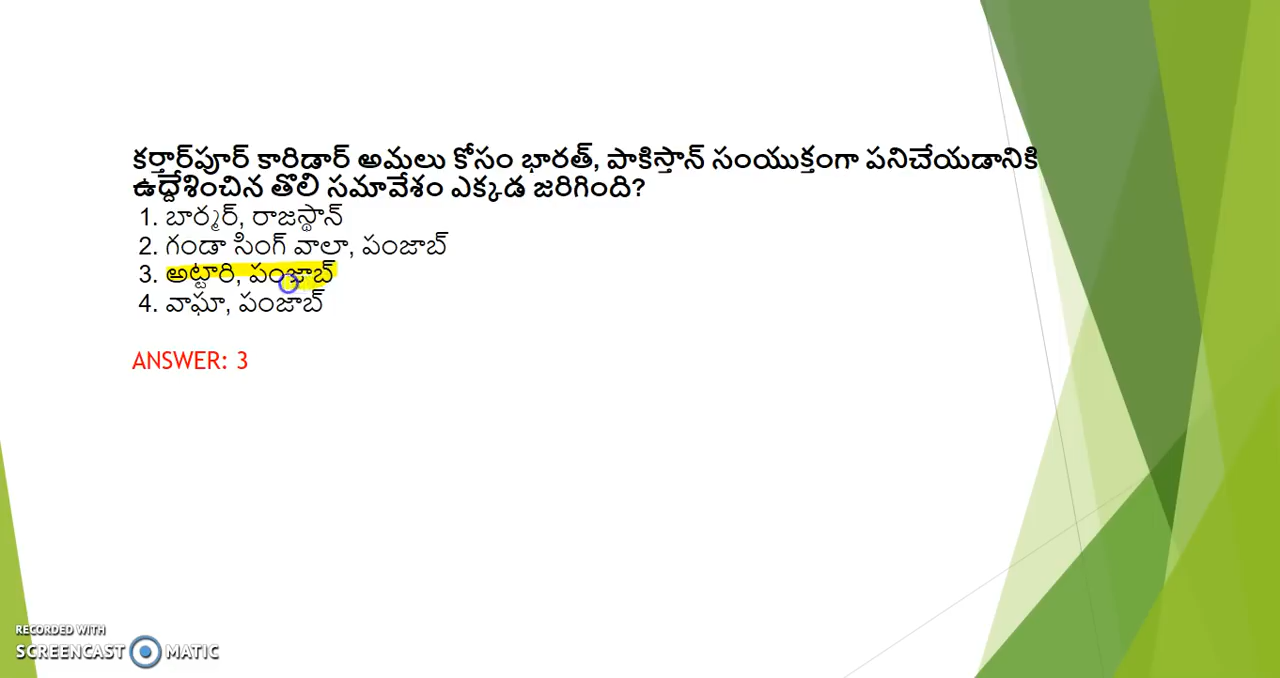 కర్తార్‌పూర్ కారిడార్ అమలు కోసం భారత్, పాకిస్తాన్ సంయుక్తంగా పనిచేయడానికి
ఉద్దేశించిన తొలి సమావేశం ఎక్కడ జరిగింది?
1. బార్మర్, రాజస్థాన్
2. గండా సింగ్ వాలా, పంజాబ్
3. అట్టారి, పంజాబ్
4. వాఘా, పంజాబ్
ANSWER: 3
RECORDED WITH
SCREENCAST MATIC